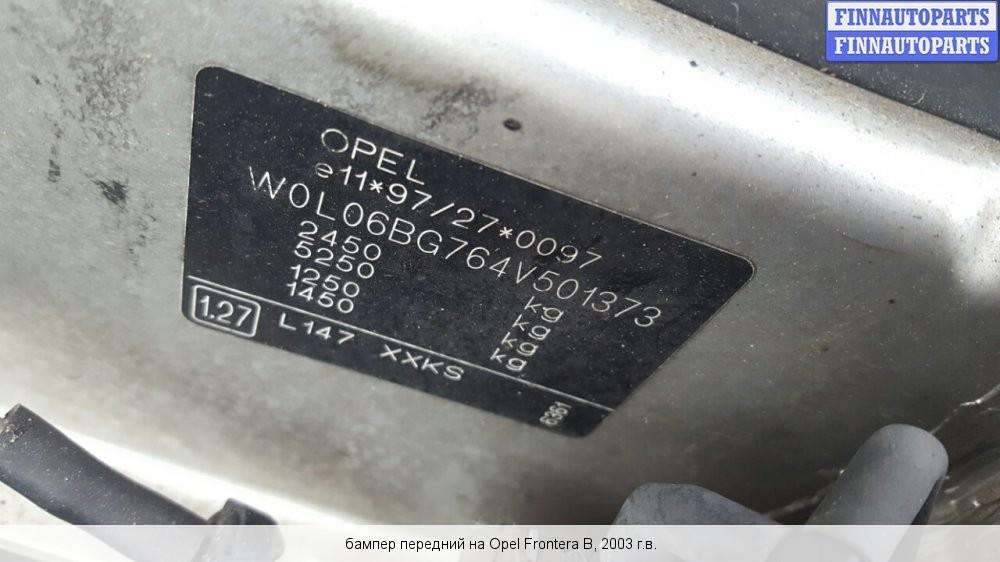 FINNAUTOPARTS
FINNAUTOPARTS
OPEL
e11*97/27*0097
W0L06BG764V501373
2450 kg
5250 kg
1250 kg
1450 kg
1.27 L147 XXKS
6361
бампер передний на Opel Frontera B, 2003 г.в.